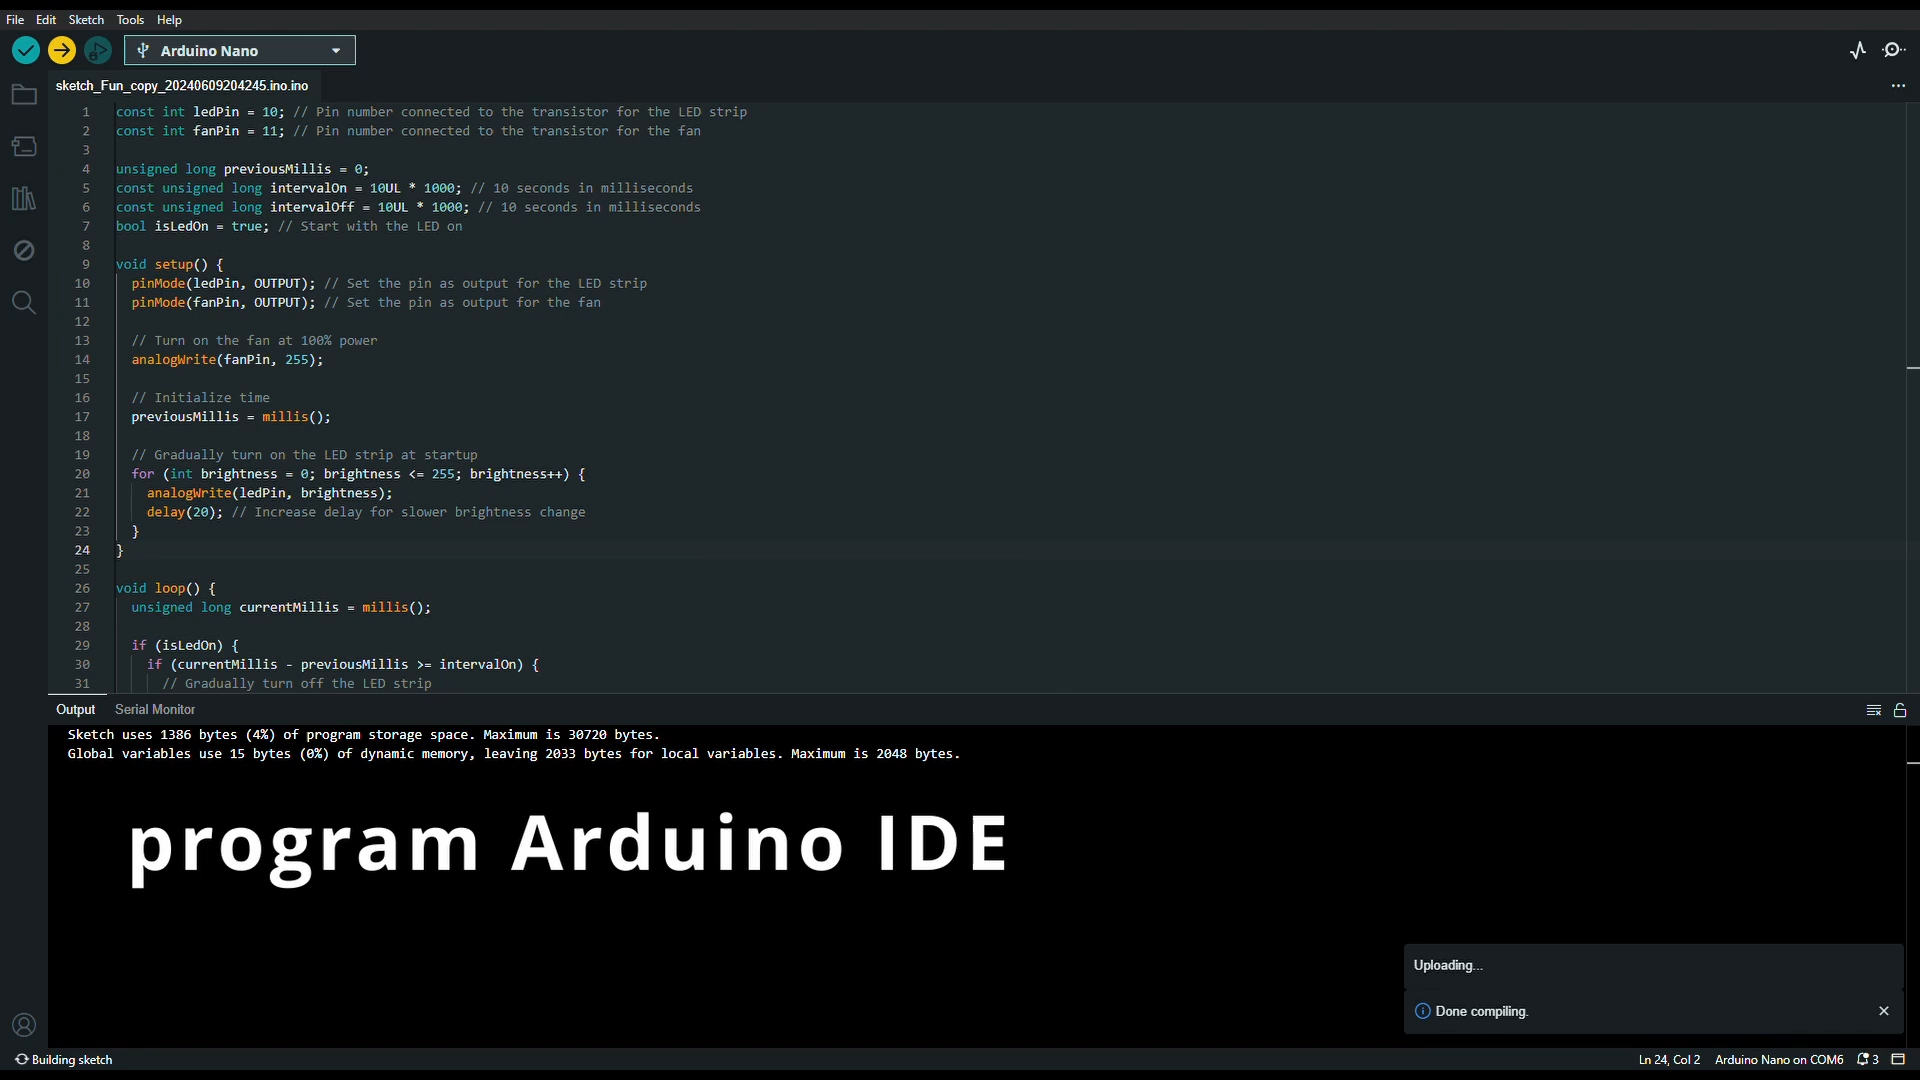 File Edit Sketch Tools Help
Arduino Nano
sketch_Fun_copy_20240609204245.ino.ino
1 const int ledPin = 10; // Pin number connected to the transistor for the LED strip
2 const int fanPin = 11; // Pin number connected to the transistor for the fan
3
4 unsigned long previousMillis = 0;
5 const unsigned long intervalOn = 10UL * 1000; // 10 seconds in milliseconds
6 const unsigned long intervalOff = 10UL * 1000; // 10 seconds in milliseconds
7 bool isLedOn = true; // Start with the LED on
8
9 void setup() {
10 pinMode(ledPin, OUTPUT); // Set the pin as output for the LED strip
11 pinMode(fanPin, OUTPUT); // Set the pin as output for the fan
12
13 // Turn on the fan at 100% power
14 analogWrite(fanPin, 255);
15
16 // Initialize time
17 previousMillis = millis();
18
19 // Gradually turn on the LED strip at startup
20 for (int brightness = 0; brightness <= 255; brightness++) {
21 analogWrite(ledPin, brightness);
22 delay(20); // Increase delay for slower brightness change
23 }
24 }
25
26 void loop() {
27 unsigned long currentMillis = millis();
28
29 if (isLedOn) {
30 if (currentMillis - previousMillis >= intervalOn) {
31 // Gradually turn off the LED strip
Output Serial Monitor
Sketch uses 1386 bytes (4%) of program storage space. Maximum is 30720 bytes.
Global variables use 15 bytes (0%) of dynamic memory, leaving 2033 bytes for local variables. Maximum is 2048 bytes.
program Arduino IDE
Uploading...
Done compiling.
Building sketch
Ln 24, Col 2 Arduino Nano on COM6 3